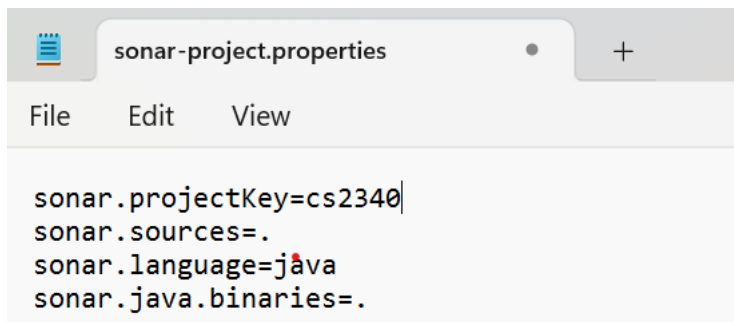 sonar-project.properties
File Edit View
sonar.projectKey=cs2340
sonar.sources=.
sonar.language=java
sonar.java.binaries=.